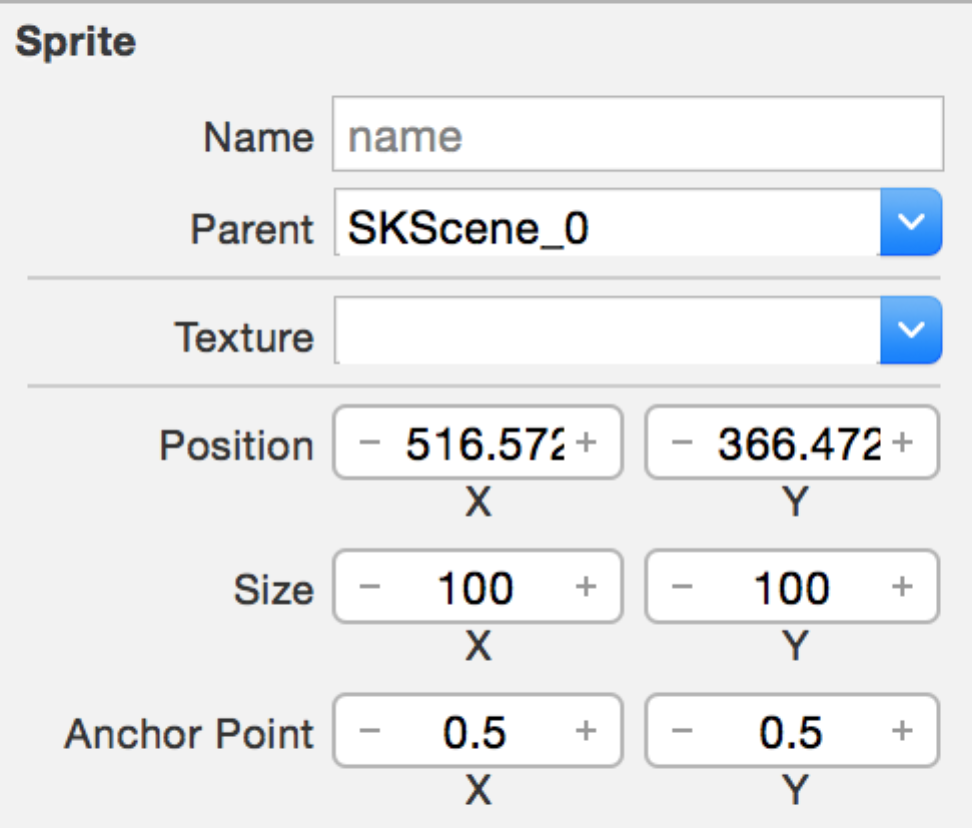 Sprite
Name name
Parent SKScene_0
Texture
Position − 516.572 + − 366.472 +
X Y
Size − 100 + − 100 +
X Y
Anchor Point − 0.5 + − 0.5 +
X Y